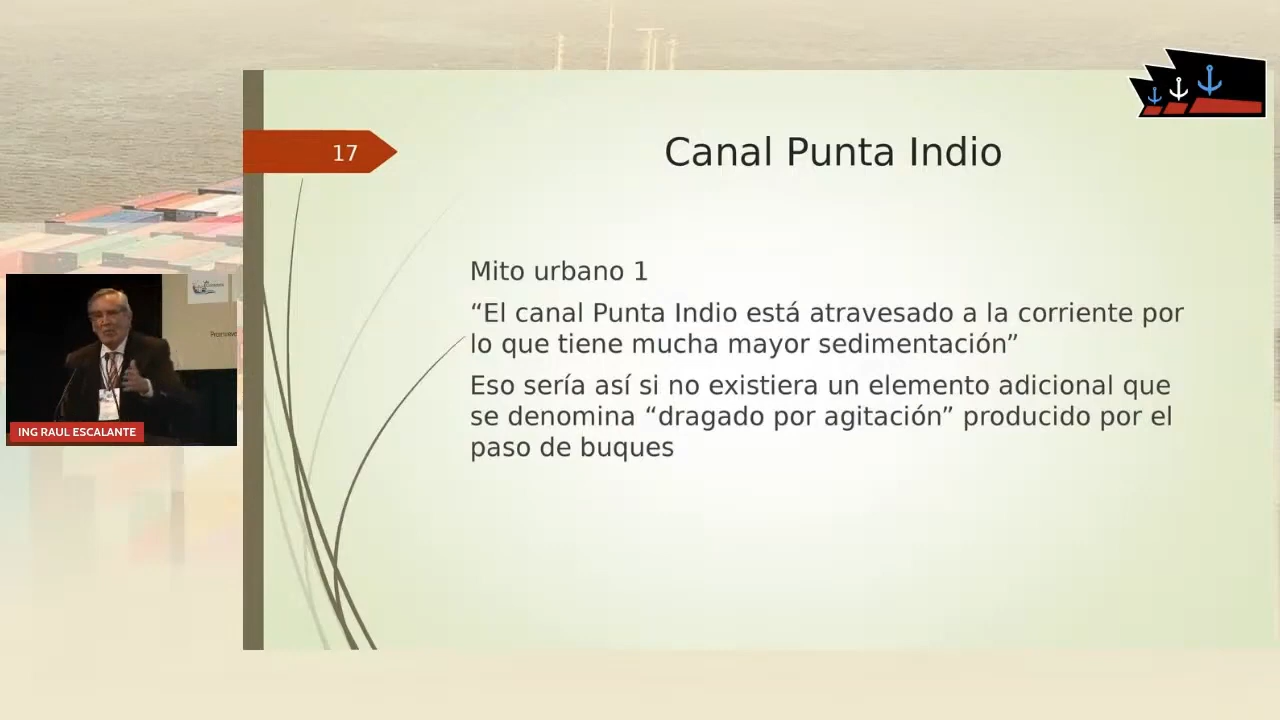 17
Canal Punta Indio
Mito urbano 1
“El canal Punta Indio está atravesado a la corriente por
lo que tiene mucha mayor sedimentación”
Eso sería así si no existiera un elemento adicional que
se denomina “dragado por agitación” producido por el
paso de buques
ING RAUL ESCALANTE